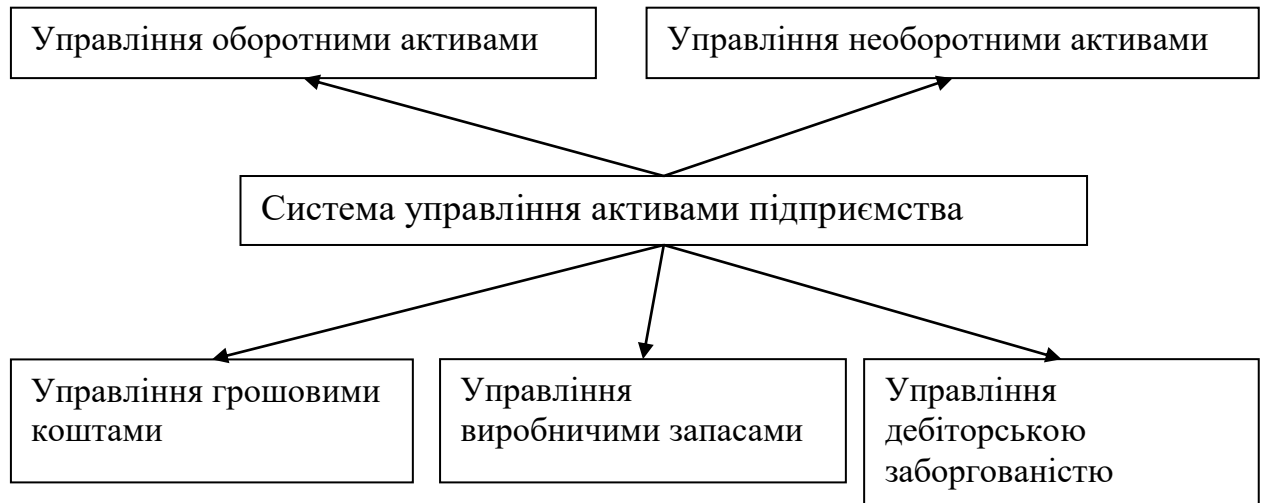 Управління оборотними активами
Управління необоротними активами
Система управління активами підприємства
Управління грошовими
коштами
Управління
виробничими запасами
Управління
дебіторською
заборгованістю